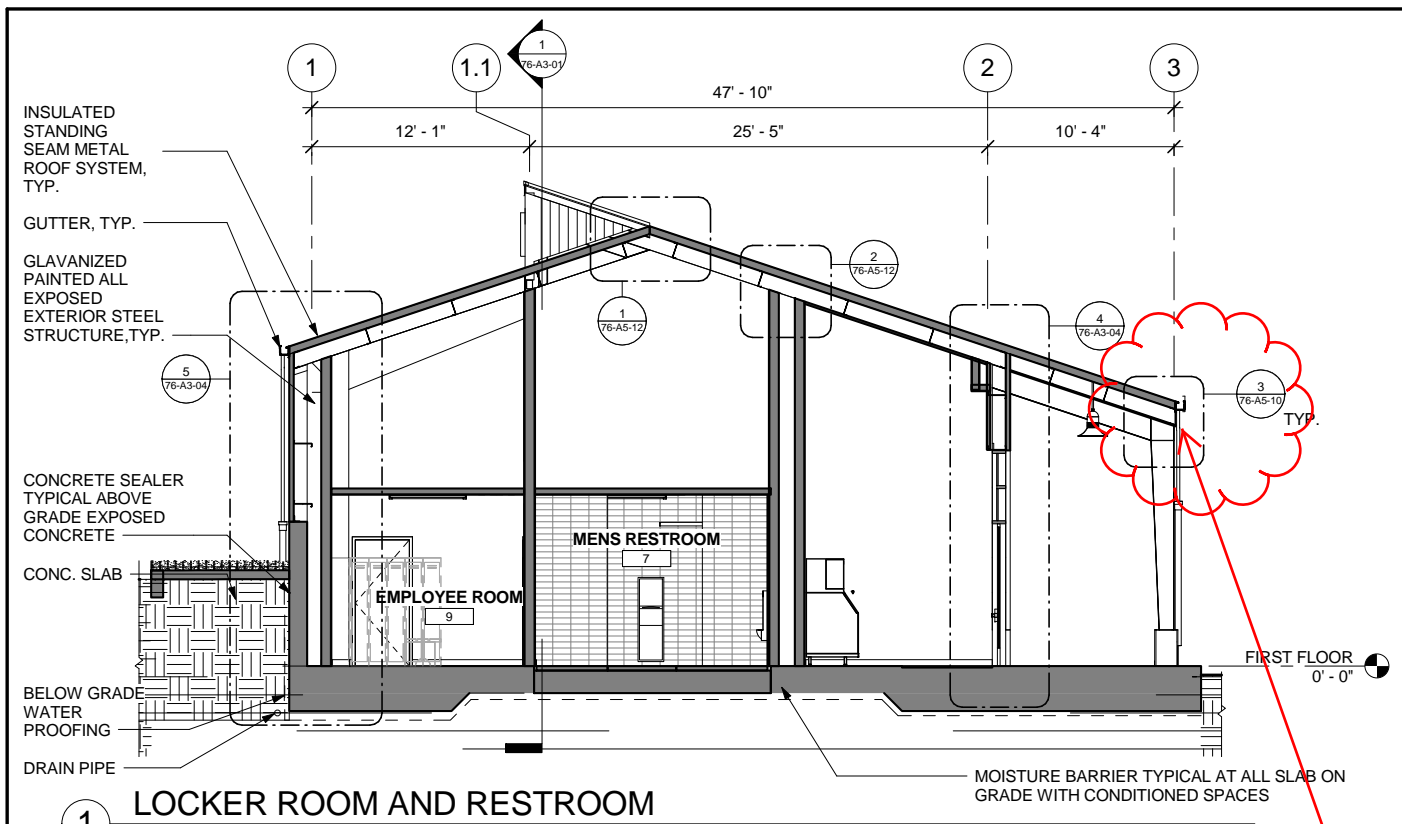 1
76-A3-01
1
1.1
2
3
47' - 10"
12' - 1"
25' - 5"
10' - 4"
INSULATED
STANDING
SEAM METAL
ROOF SYSTEM,
TYP.
GUTTER, TYP.
GLAVANIZED
PAINTED ALL
EXPOSED
EXTERIOR STEEL
STRUCTURE,TYP.
2
76-A5-12
1
76-A5-12
4
76-A3-04
5
76-A3-04
3
76-A5-10
TYP.
CONCRETE SEALER
TYPICAL ABOVE
GRADE EXPOSED
CONCRETE
CONC. SLAB
MENS RESTROOM
7
EMPLOYEE ROOM
9
FIRST FLOOR
0' - 0"
BELOW GRADE
WATER
PROOFING
DRAIN PIPE
MOISTURE BARRIER TYPICAL AT ALL SLAB ON
GRADE WITH CONDITIONED SPACES
LOCKER ROOM AND RESTROOM
1